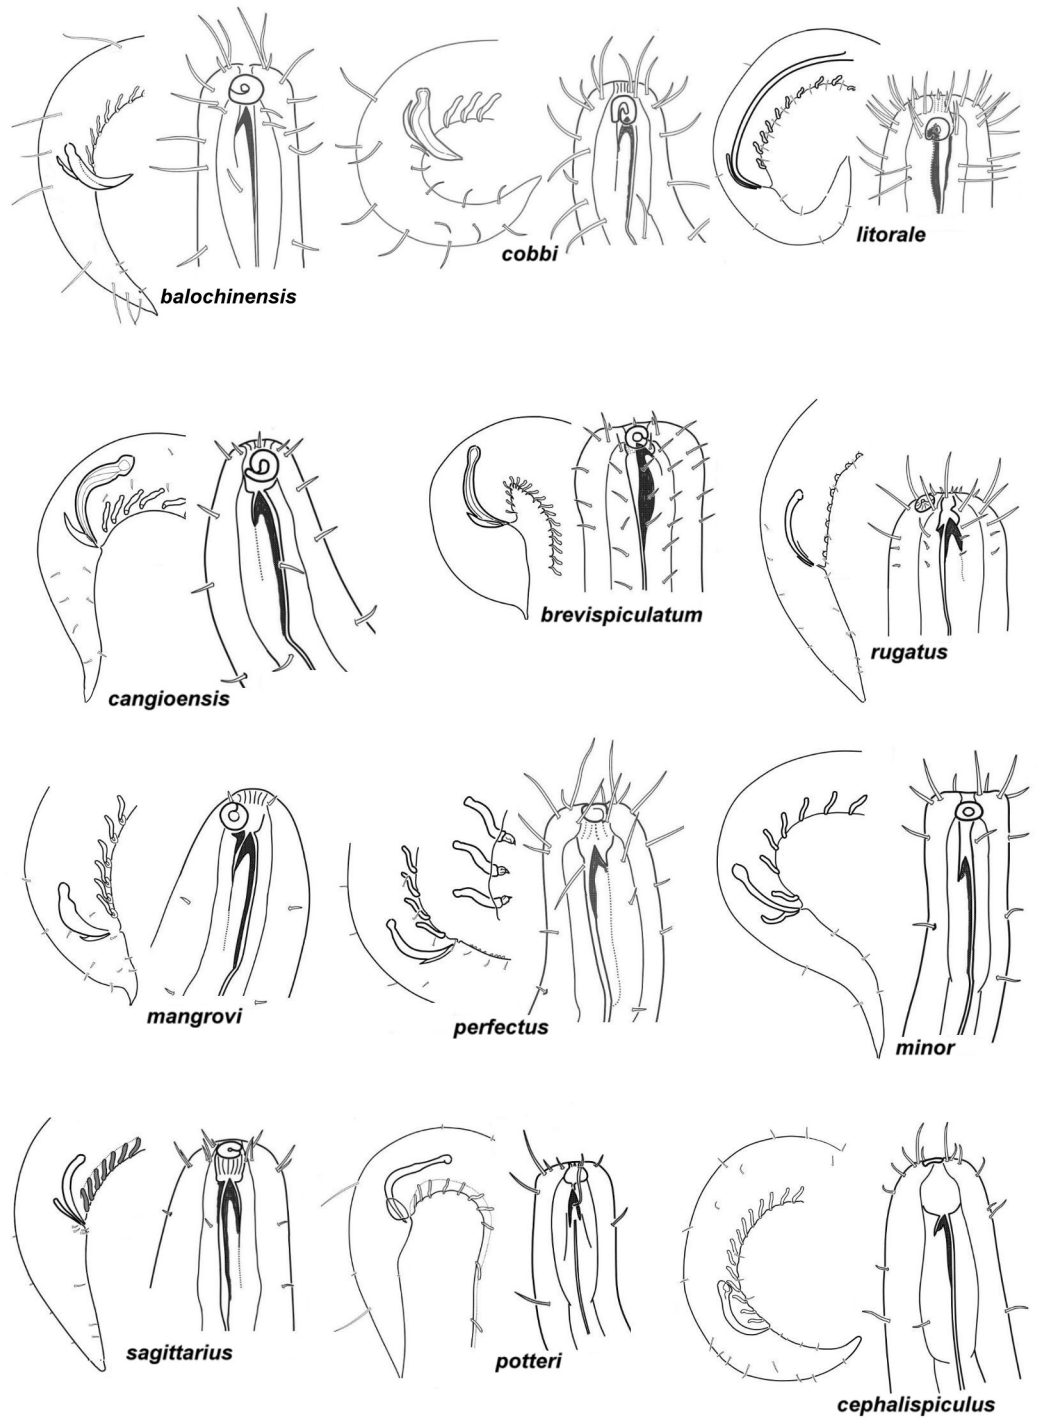 balochinensis
cobbi
litorale
cangioensis
brevispiculatum
rugatus
mangrovi
perfectus
minor
sagittarius
potteri
cephalispiculus